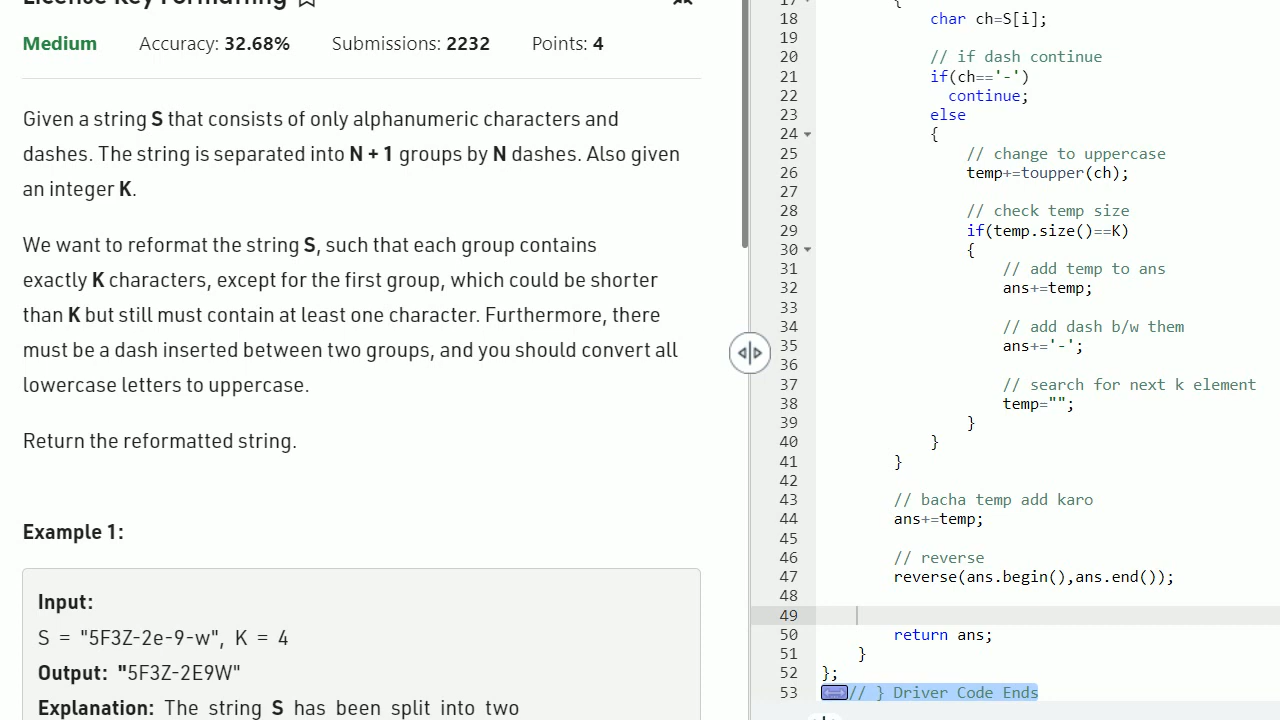 License Key Formatting
Medium Accuracy: 32.68% Submissions: 2232 Points: 4
Given a string S that consists of only alphanumeric characters and
dashes. The string is separated into N + 1 groups by N dashes. Also given
an integer K.
We want to reformat the string S, such that each group contains
exactly K characters, except for the first group, which could be shorter
than K but still must contain at least one character. Furthermore, there
must be a dash inserted between two groups, and you should convert all
lowercase letters to uppercase.
Return the reformatted string.
Example 1:
Input:
S = "5F3Z-2e-9-w", K = 4
Output: "5F3Z-2E9W"
Explanation: The string S has been split into two
17 {
18 char ch=S[i];
19
20 // if dash continue
21 if(ch=='-')
22 continue;
23 else
24 {
25 // change to uppercase
26 temp+=toupper(ch);
27
28 // check temp size
29 if(temp.size()==K)
30 {
31 // add temp to ans
32 ans+=temp;
33
34 // add dash b/w them
35 ans+='-';
36
37 // search for next k element
38 temp="";
39 }
40 }
41 }
42
43 // bacha temp add karo
44 ans+=temp;
45
46 // reverse
47 reverse(ans.begin(),ans.end());
48
49
50 return ans;
51 }
52 };
53 // } Driver Code Ends